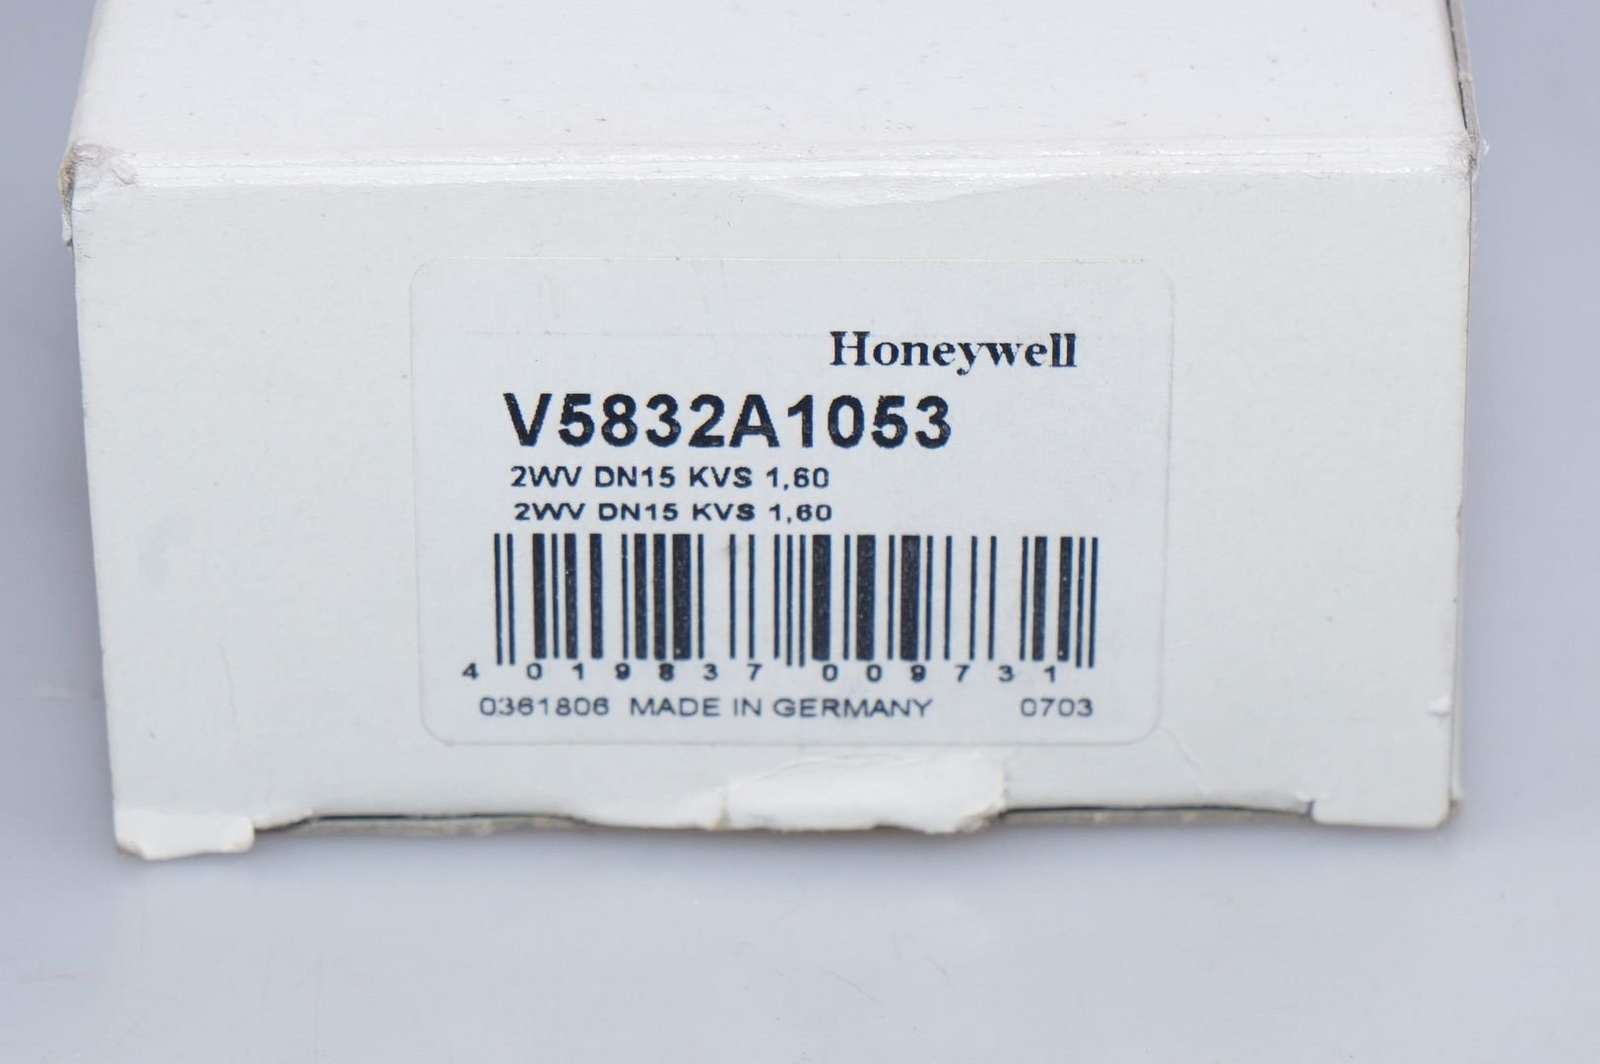 Honeywell
V5832A1053
2WV DN15 KVS 1,60
2WV DN15 KVS 1,60
4 019837 009731
0361806 MADE IN GERMANY 0703